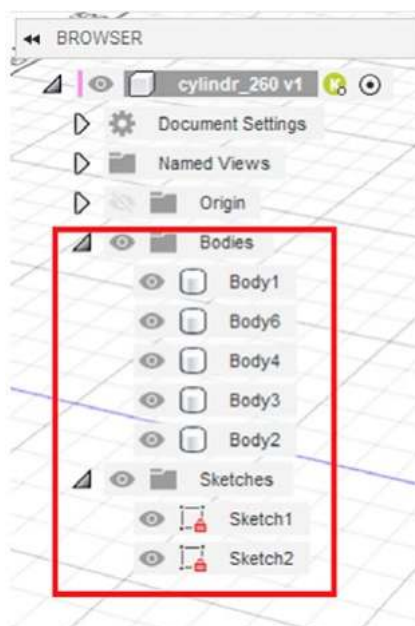 BROWSER
cylindr_260 v1
Document Settings
Named Views
Origin
Bodies
Body1
Body6
Body4
Body3
Body2
Sketches
Sketch1
Sketch2